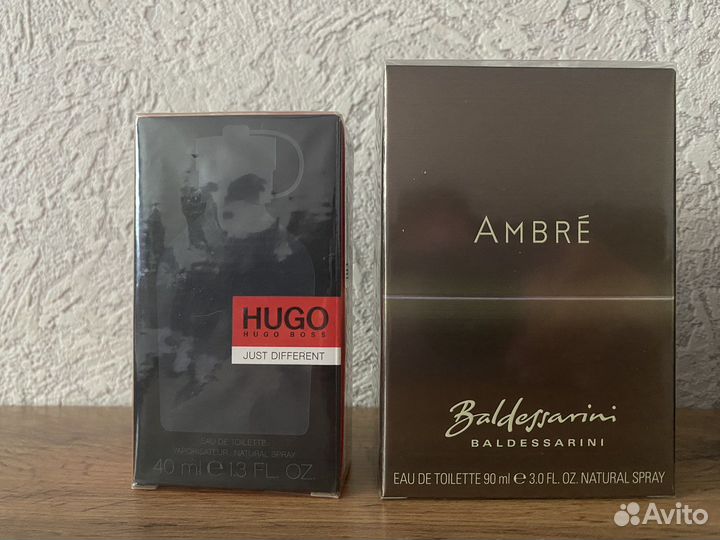 HUGO
HUGO BOSS
JUST DIFFERENT
EAU DE TOILETTE
VAPORISATEUR NATURAL SPRAY
40 ml e 1.3 FL. OZ.
AMBRÉ
Baldessarini
BALDESSARINI
EAU DE TOILETTE 90 ml e 3.0 FL. OZ. NATURAL SPRAY
Avito